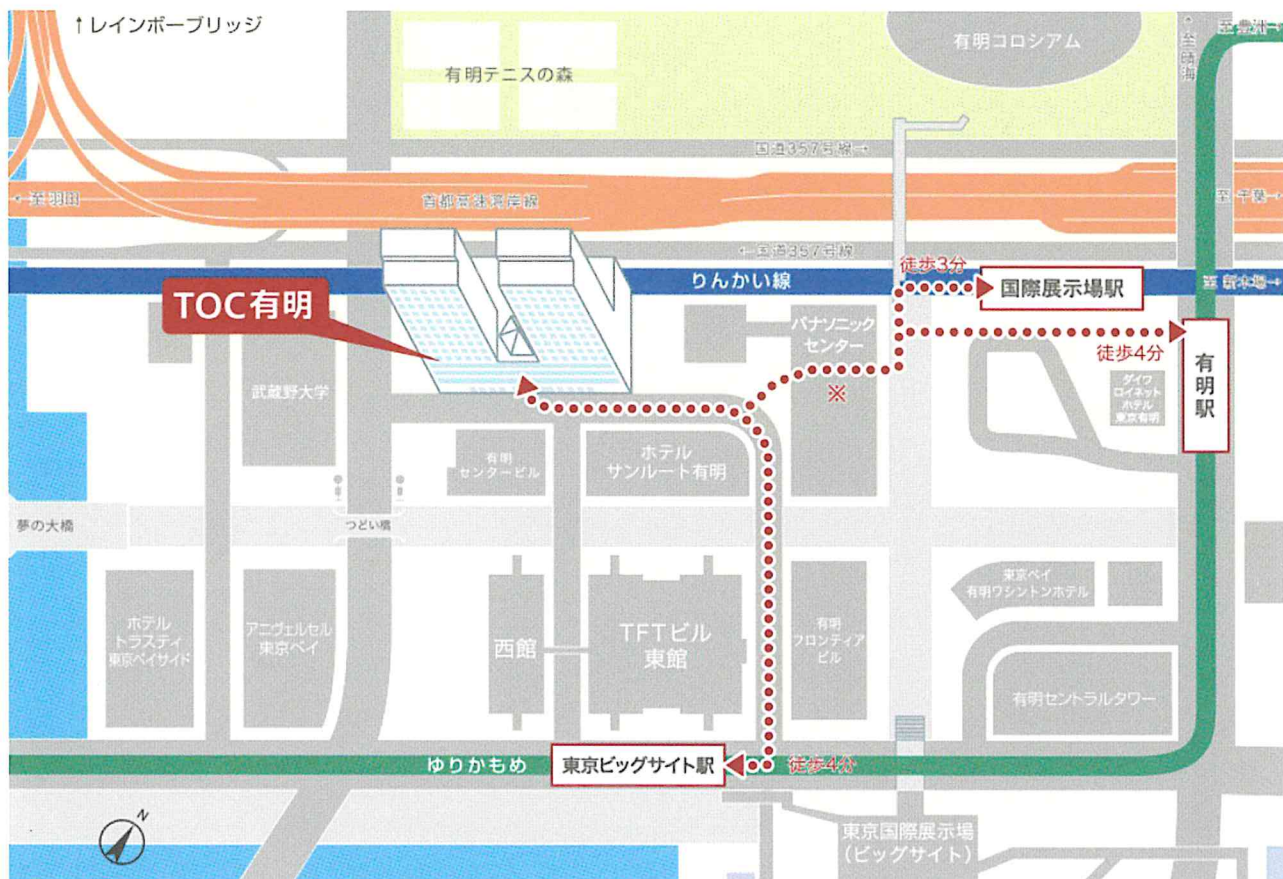 ↑レインボーブリッジ
有明テニスの森
有明コロシアム
↑至晴海
至豊洲→
国道357号線→
←至羽田
首都高速湾岸線
至千葉→
←国道357号線
りんかい線
徒歩3分
国際展示場駅
至新木場→
TOC有明
パナソニック
センター
徒歩4分
有明駅
※
ダイワ
ロイネット
ホテル
東京有明
武蔵野大学
有明
センタービル
ホテル
サンルート有明
夢の大橋
つどい橋
ホテル
トラスティ
東京ベイサイド
アニヴェルセル
東京ベイ
西館
TFTビル
東館
有明
フロンティア
ビル
東京ベイ
有明ワシントンホテル
有明セントラルタワー
ゆりかもめ
東京ビッグサイト駅
徒歩4分
N
東京国際展示場
(ビッグサイト)